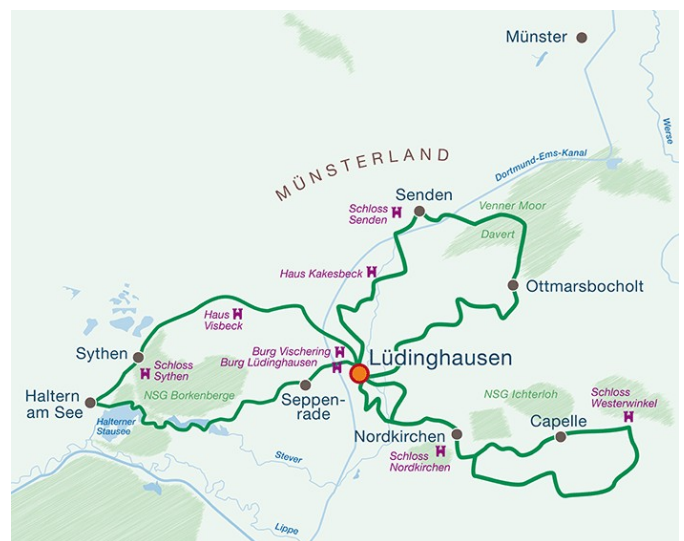 Münster
Werse
Dortmund-Ems-Kanal
MÜNSTERLAND
Senden
Schloss
Senden
Venner Moor
Davert
Haus Kakesbeck
Ottmarsbocholt
Haus
Visbeck
Sythen
Schloss
Sythen
Burg Vischering
Burg Lüdinghausen
Lüdinghausen
Haltern
am See
NSG Borkenberge
Halterner
Stausee
Seppen-
rade
NSG Ichterloh
Schloss
Westerwinkel
Capelle
Nordkirchen
Schloss
Nordkirchen
Stever
Lippe